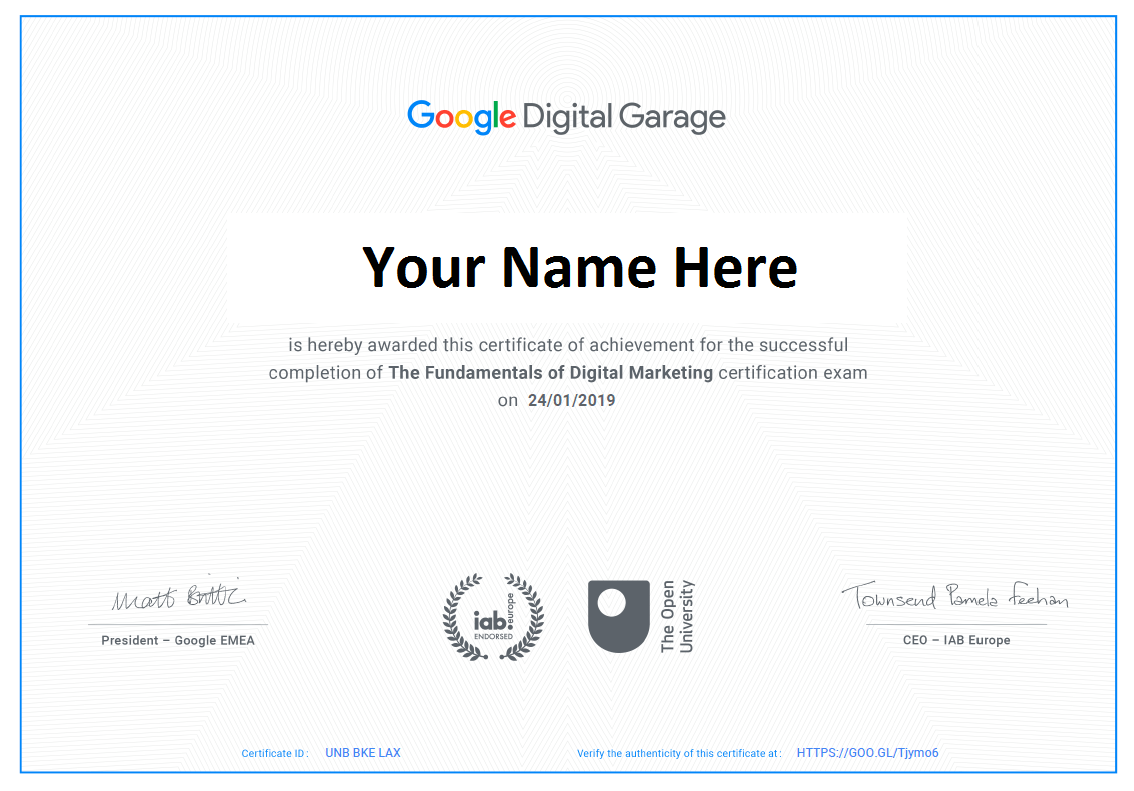 Google Digital Garage
Your Name Here
is hereby awarded this certificate of achievement for the successful
completion of The Fundamentals of Digital Marketing certification exam
on 24/01/2019
Matt Brittin
President – Google EMEA
iab.europe
ENDORSED
The Open
University
Townsend Pamela Feehan
CEO – IAB Europe
Certificate ID: UNB BKE LAX
Verify the authenticity of this certificate at: HTTPS://GOO.GL/Tjymo6